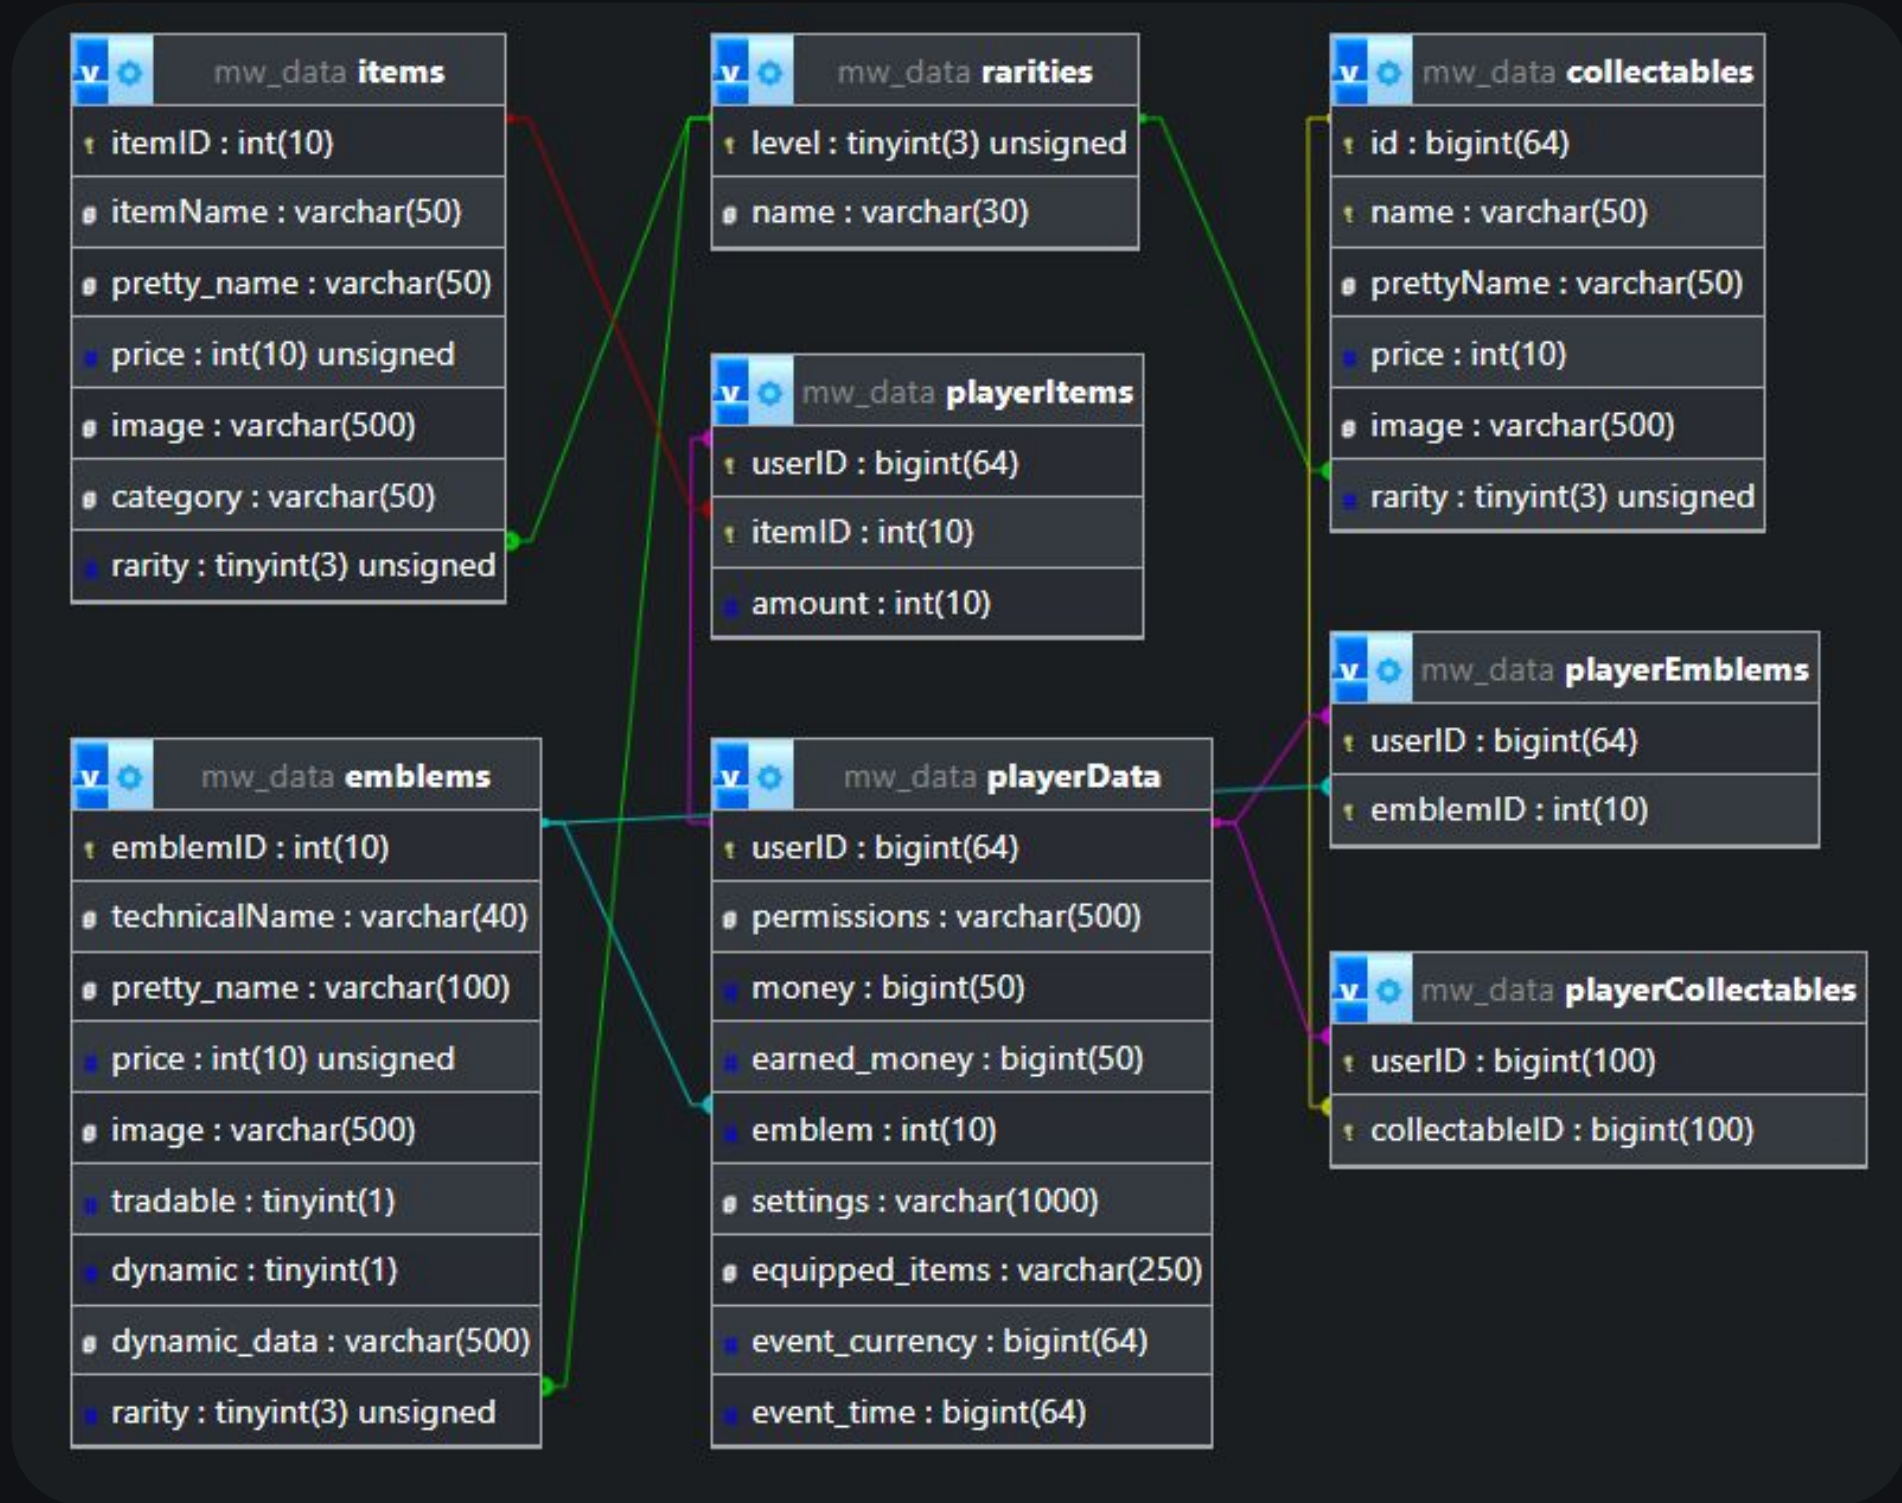 v mw_data items
itemID : int(10)
itemName : varchar(50)
pretty_name : varchar(50)
price : int(10) unsigned
image : varchar(500)
category : varchar(50)
rarity : tinyint(3) unsigned
v mw_data rarities
level : tinyint(3) unsigned
name : varchar(30)
v mw_data collectables
id : bigint(64)
name : varchar(50)
prettyName : varchar(50)
price : int(10)
image : varchar(500)
rarity : tinyint(3) unsigned
v mw_data playerItems
userID : bigint(64)
itemID : int(10)
amount : int(10)
v mw_data playerEmblems
userID : bigint(64)
emblemID : int(10)
v mw_data emblems
emblemID : int(10)
technicalName : varchar(40)
pretty_name : varchar(100)
price : int(10) unsigned
image : varchar(500)
tradable : tinyint(1)
dynamic : tinyint(1)
dynamic_data : varchar(500)
rarity : tinyint(3) unsigned
v mw_data playerData
userID : bigint(64)
permissions : varchar(500)
money : bigint(50)
earned_money : bigint(50)
emblem : int(10)
settings : varchar(1000)
equipped_items : varchar(250)
event_currency : bigint(64)
event_time : bigint(64)
v mw_data playerCollectables
userID : bigint(100)
collectableID : bigint(100)